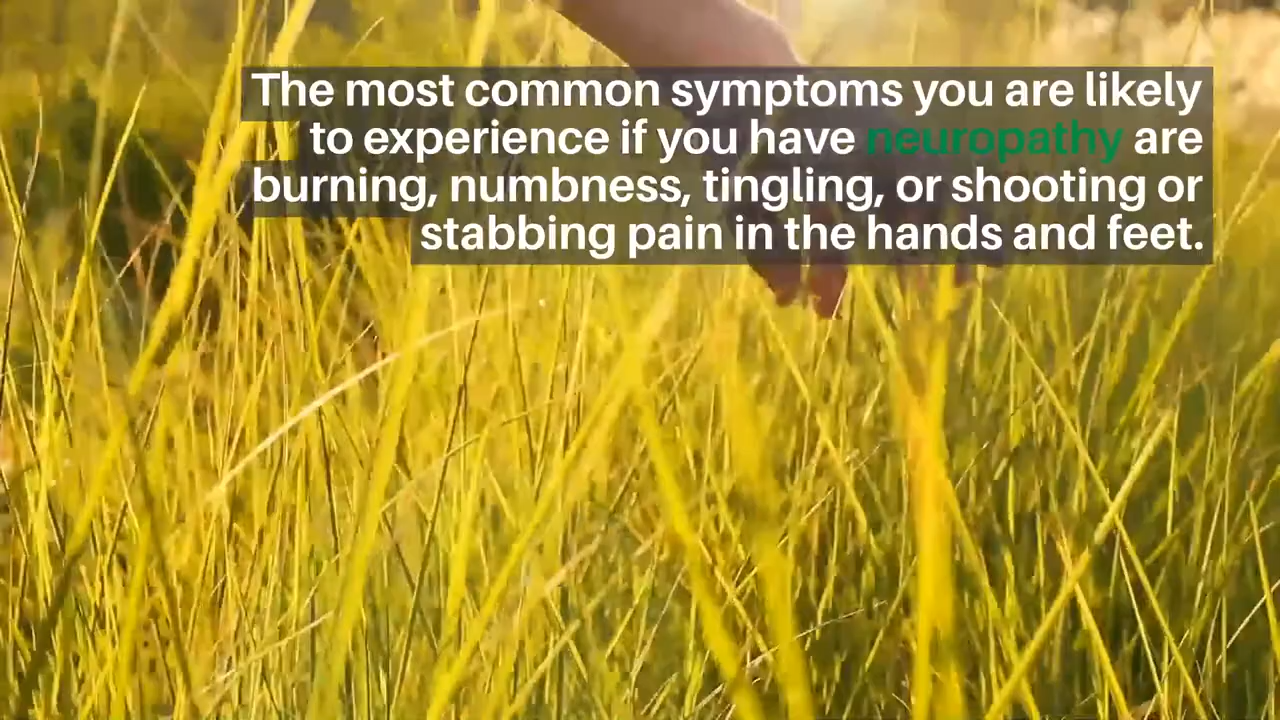 The most common symptoms you are likely
to experience if you have neuropathy are
burning, numbness, tingling, or shooting or
stabbing pain in the hands and feet.